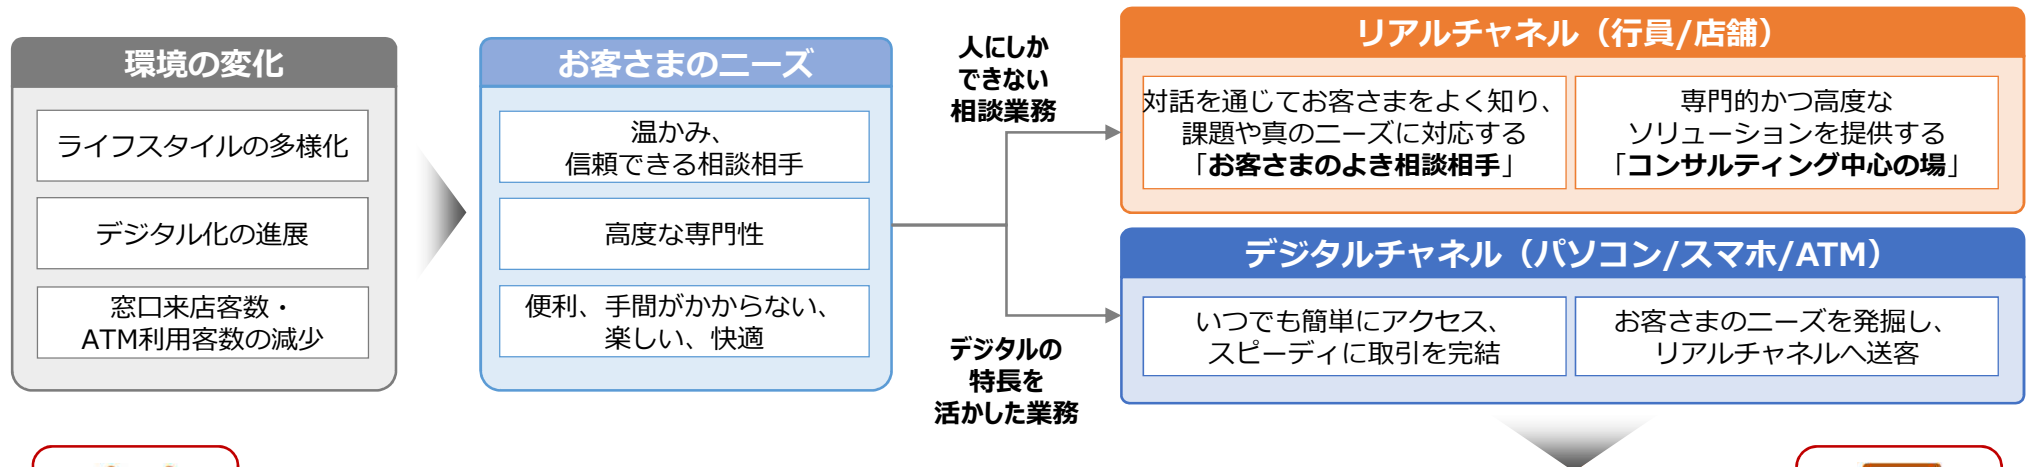 環境の変化
ライフスタイルの多様化
デジタル化の進展
窓口来店客数・
ATM利用客数の減少
お客さまのニーズ
温かみ、
信頼できる相談相手
高度な専門性
便利、手間がかからない、
楽しい、快適
人にしか
できない
相談業務
デジタルの
特長を
活かした業務
リアルチャネル（行員/店舗）
対話を通じてお客さまをよく知り、
課題や真のニーズに対応する
「お客さまのよき相談相手」
専門的かつ高度な
ソリューションを提供する
「コンサルティング中心の場」
デジタルチャネル（パソコン/スマホ/ATM）
いつでも簡単にアクセス、
スピーディに取引を完結
お客さまのニーズを発掘し、
リアルチャネルへ送客